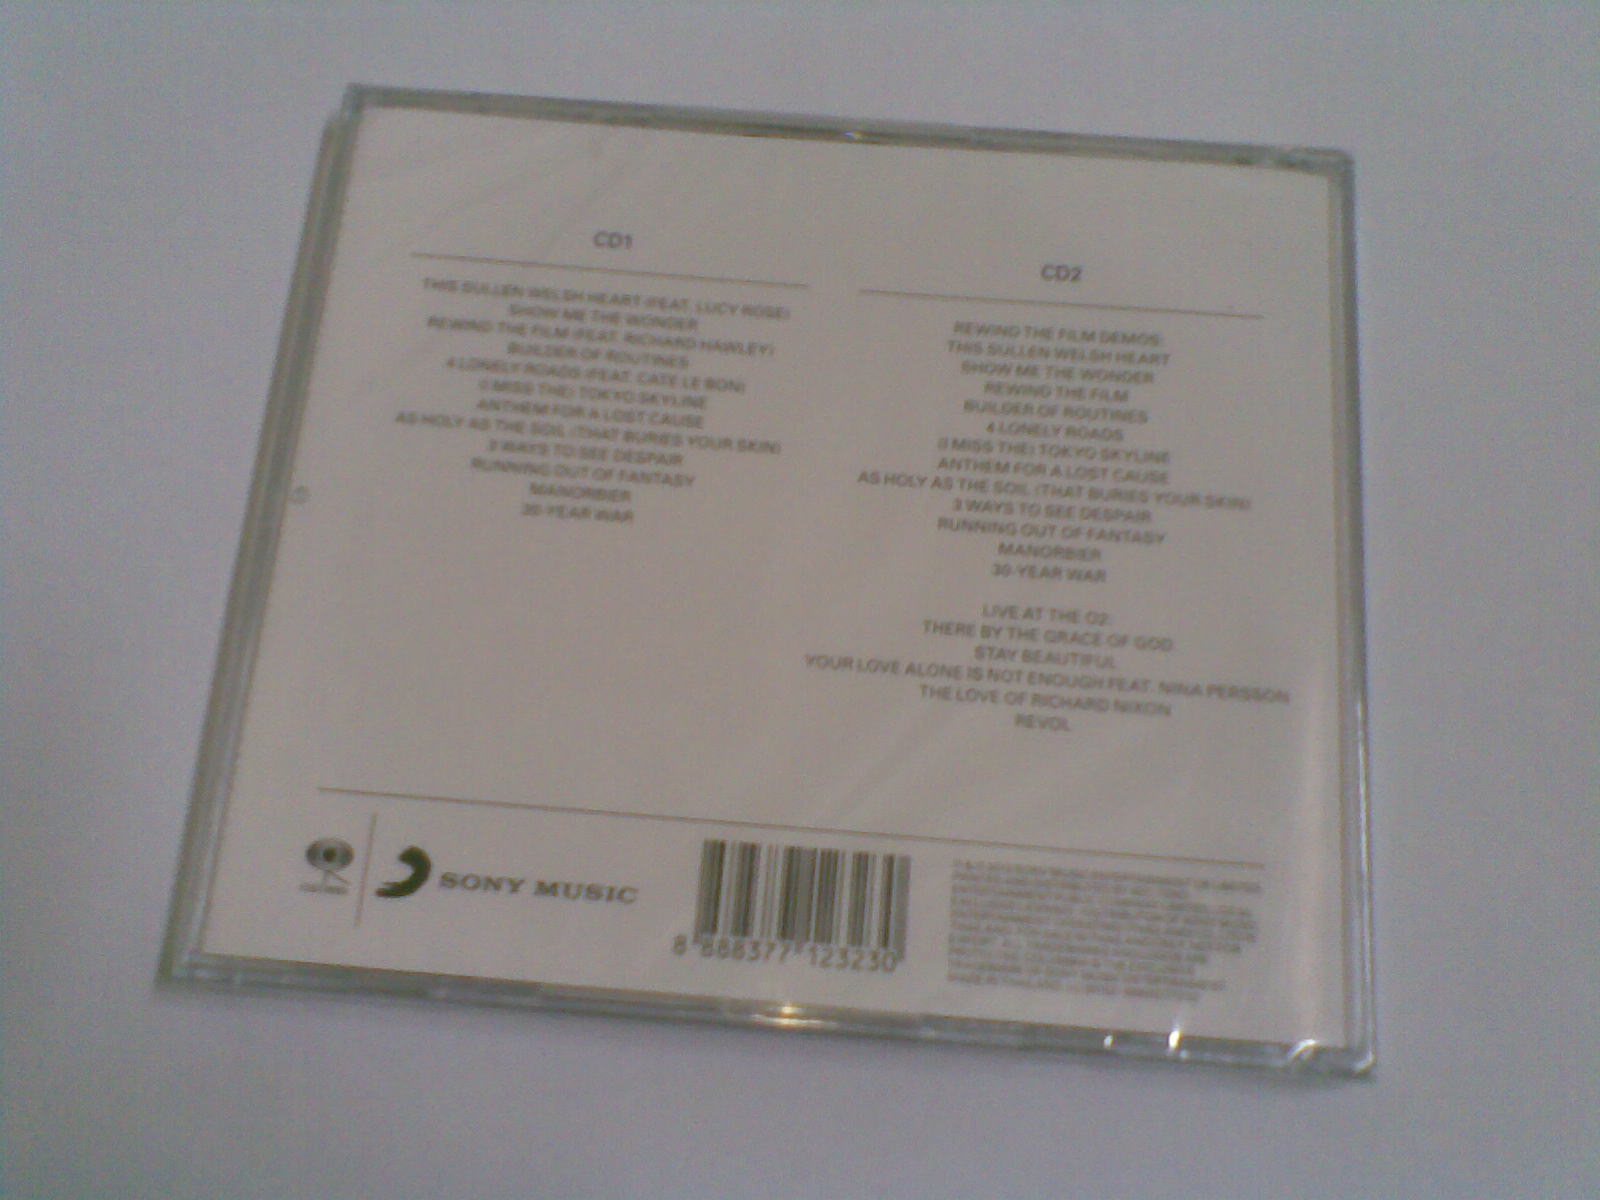 CD1
THIS SULLEN WELSH HEART (FEAT. LUCY ROSE)
SHOW ME THE WONDER
REWIND THE FILM (FEAT. RICHARD HAWLEY)
BUILDER OF ROUTINES
4 LONELY ROADS (FEAT. CATE LE BON)
(I MISS THE) TOKYO SKYLINE
ANTHEM FOR A LOST CAUSE
AS HOLY AS THE SOIL (THAT BURIES YOUR SKIN)
3 WAYS TO SEE DESPAIR
RUNNING OUT OF FANTASY
MANORBIER
30-YEAR WAR
CD2
REWIND THE FILM DEMOS:
THIS SULLEN WELSH HEART
SHOW ME THE WONDER
REWIND THE FILM
BUILDER OF ROUTINES
4 LONELY ROADS
(I MISS THE) TOKYO SKYLINE
ANTHEM FOR A LOST CAUSE
AS HOLY AS THE SOIL (THAT BURIES YOUR SKIN)
3 WAYS TO SEE DESPAIR
RUNNING OUT OF FANTASY
MANORBIER
30-YEAR WAR
LIVE AT THE O2:
THERE BY THE GRACE OF GOD
STAY BEAUTIFUL
YOUR LOVE ALONE IS NOT ENOUGH FEAT. NINA PERSSON
THE LOVE OF RICHARD NIXON
REVOL
SONY MUSIC
8 888377 123230